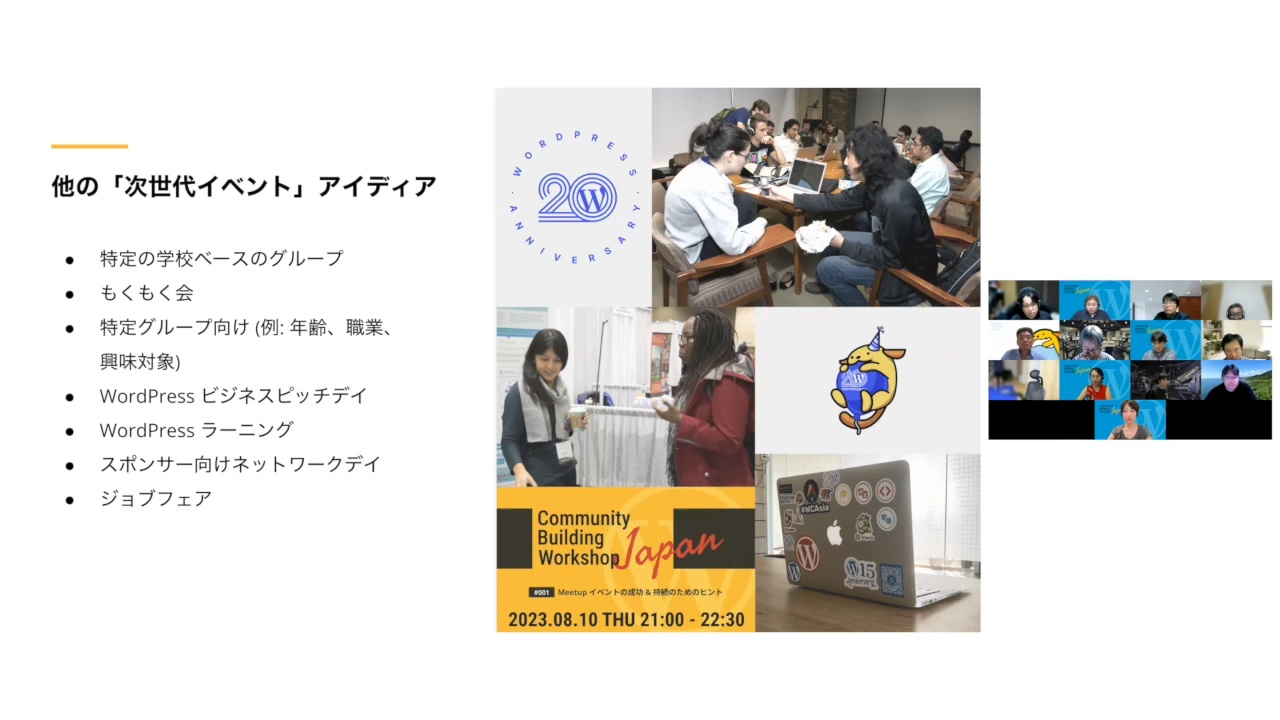 他の「次世代イベント」アイディア
● 特定の学校ベースのグループ
● もくもく会
● 特定グループ向け (例: 年齢、職業、
興味対象)
● WordPress ビジネスピッチデイ
● WordPress ラーニング
● スポンサー向けネットワークデイ
● ジョブフェア
WORDPRESS · ANNIVERSARY ·
20
Community
Building
Workshop
Japan
#001 Meetup イベントの成功 & 持続のためのヒント
2023.08.10 THU 21:00 - 22:30
#WCAsia
15
Anniversary